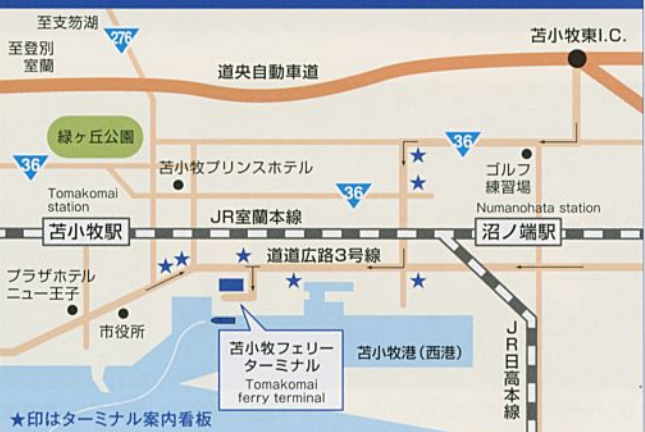 至支笏湖
276
至登別
室蘭
苫小牧東I.C.
道央自動車道
緑ヶ丘公園
36
36
36
苫小牧プリンスホテル
ゴルフ
練習場
Tomakomai
station
苫小牧駅
JR室蘭本線
Numanohata station
沼ノ端駅
道道広路3号線
プラザホテル
ニュー王子
市役所
苫小牧フェリー
ターミナル
Tomakomai
ferry terminal
苫小牧港(西港)
JR日高本線
★印はターミナル案内看板